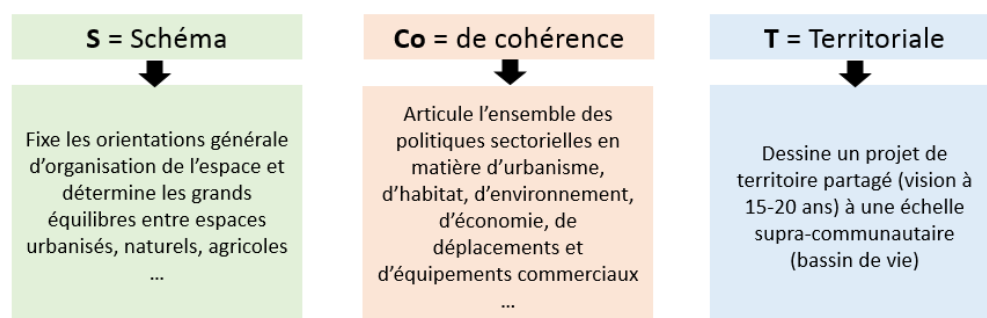 S = Schéma
Fixe les orientations générale
d'organisation de l'espace et
détermine les grands
équilibres entre espaces
urbanisés, naturels, agricoles
...
Co = de cohérence
Articule l'ensemble des
politiques sectorielles en
matière d'urbanisme,
d'habitat, d'environnement,
d'économie, de
déplacements et
d'équipements commerciaux
...
T = Territoriale
Dessine un projet de
territoire partagé (vision à
15-20 ans) à une échelle
supra-communautaire
(bassin de vie)